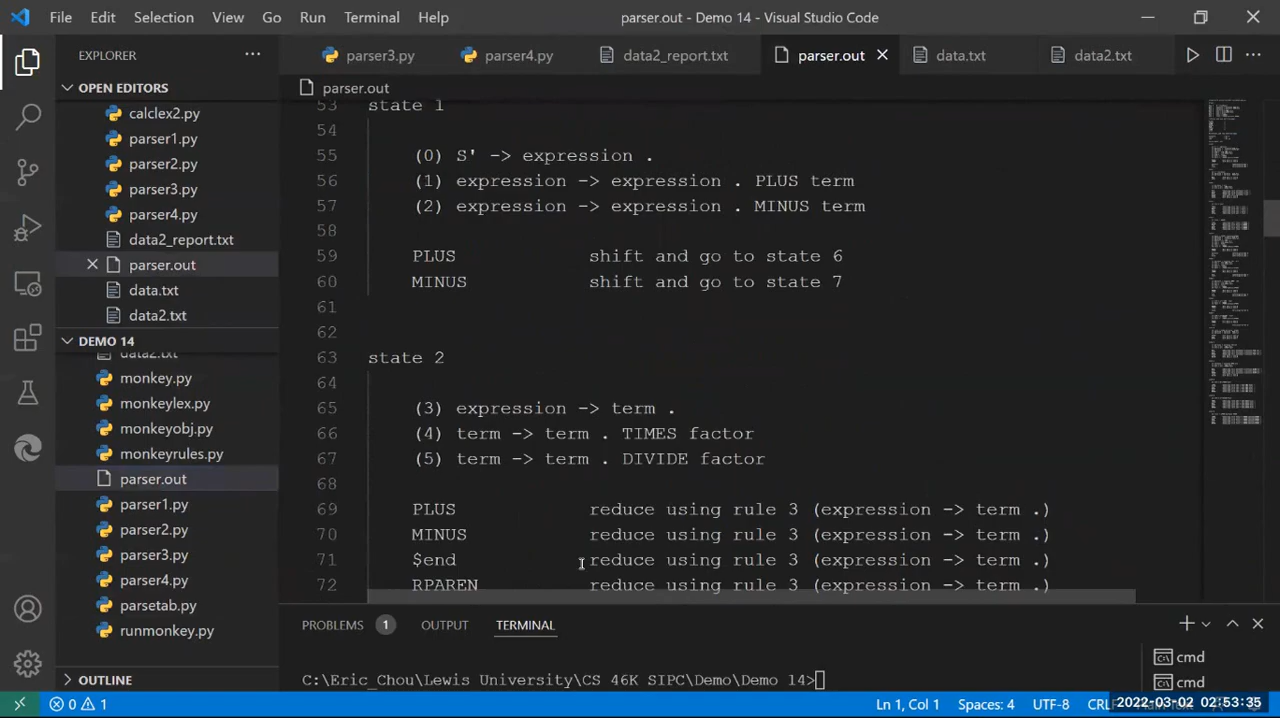 File Edit Selection View Go Run Terminal Help parser.out - Demo 14 - Visual Studio Code
EXPLORER
OPEN EDITORS
calclex2.py
parser1.py
parser2.py
parser3.py
parser4.py
data2_report.txt
parser.out
data.txt
data2.txt
DEMO 14
data2.txt
monkey.py
monkeylex.py
monkeyobj.py
monkeyrules.py
parser.out
parser1.py
parser2.py
parser3.py
parser4.py
parsetab.py
runmonkey.py
OUTLINE
parser3.py parser4.py data2_report.txt parser.out data.txt data2.txt
parser.out
53 state 1
54
55 (0) S' -> expression .
56 (1) expression -> expression . PLUS term
57 (2) expression -> expression . MINUS term
58
59 PLUS shift and go to state 6
60 MINUS shift and go to state 7
61
62
63 state 2
64
65 (3) expression -> term .
66 (4) term -> term . TIMES factor
67 (5) term -> term . DIVIDE factor
68
69 PLUS reduce using rule 3 (expression -> term .)
70 MINUS reduce using rule 3 (expression -> term .)
71 $end reduce using rule 3 (expression -> term .)
72 RPAREN reduce using rule 3 (expression -> term .)
PROBLEMS 1 OUTPUT TERMINAL
cmd
cmd
C:\Eric_Chou\Lewis University\CS 46K SIPC\Demo\Demo 14>
0 1 Ln 1, Col 1 Spaces: 4 UTF-8 CRLF
2022-03-02 02:53:35